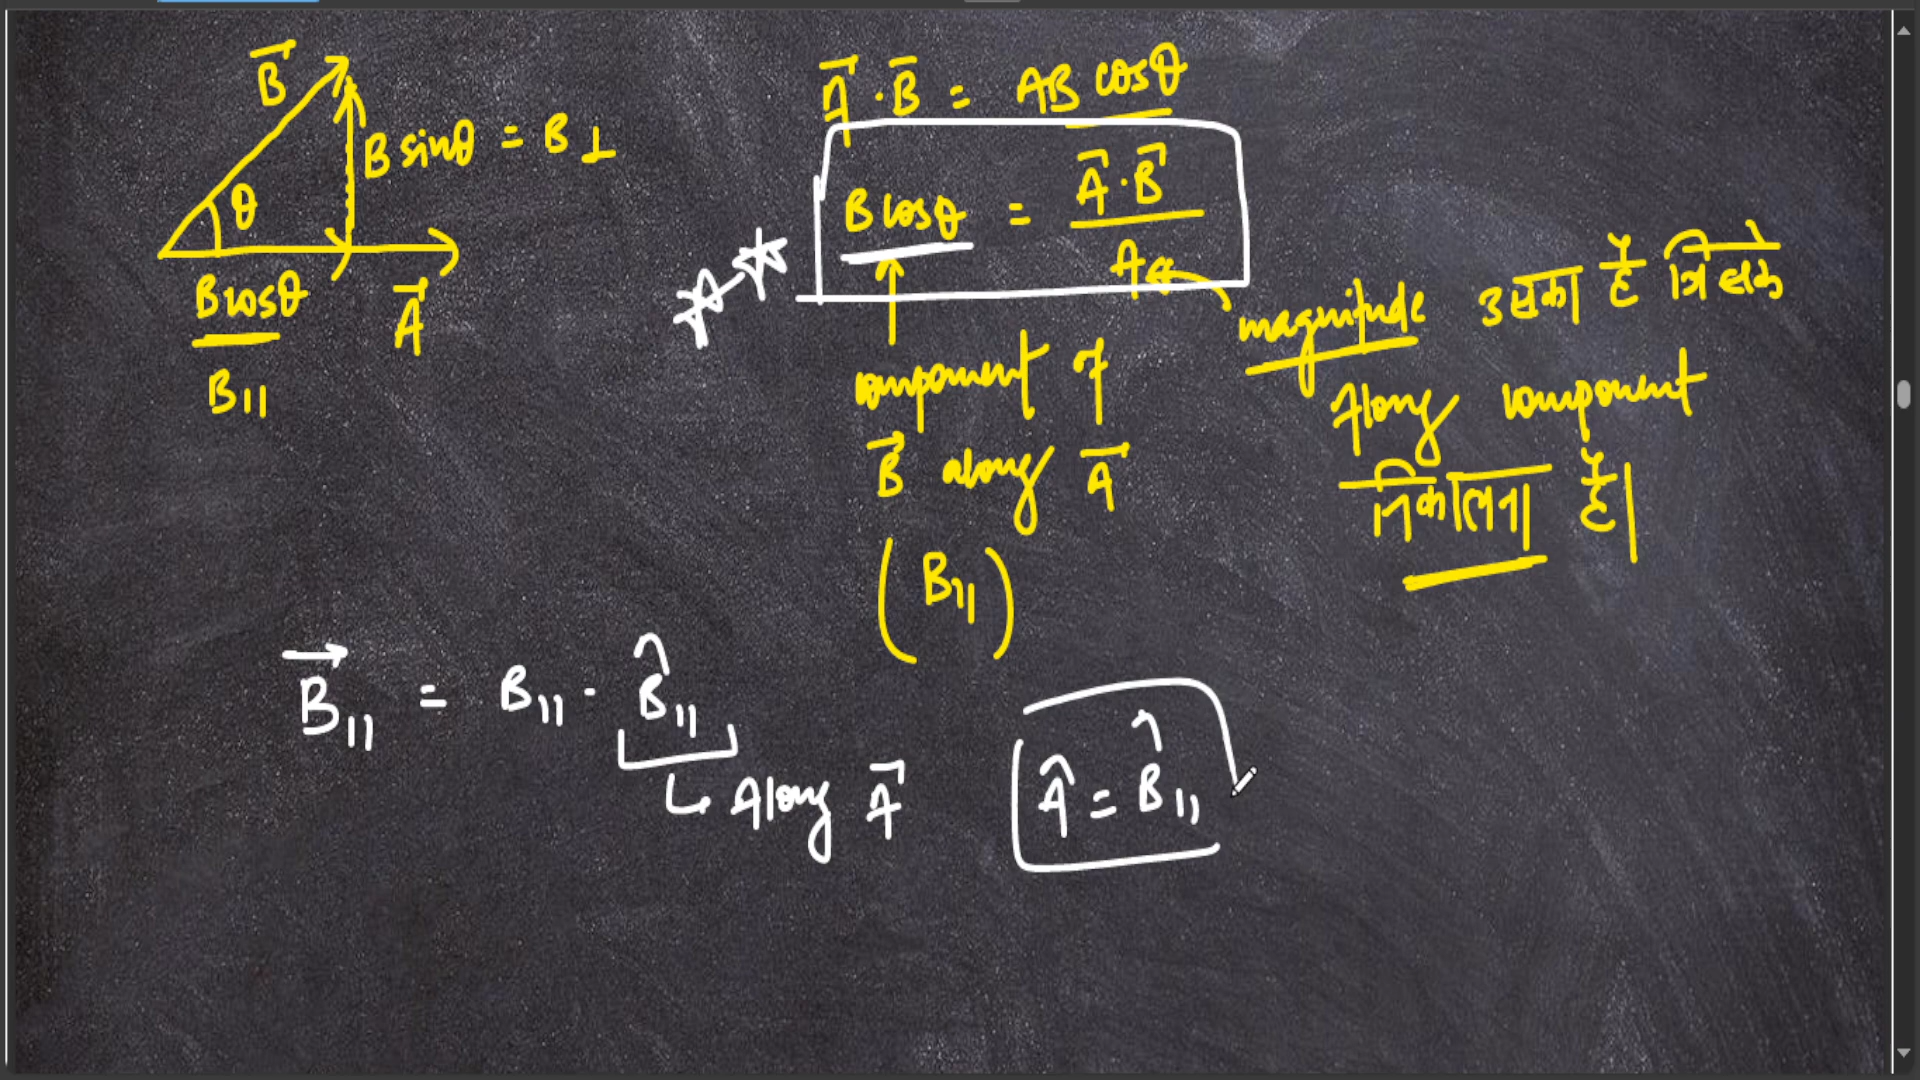 B⃗
B sinθ = B⊥
θ
B cosθ
A⃗
B||
A⃗ · B⃗ = AB cosθ
B cosθ = A⃗ · B⃗ / A
component of
B⃗ along A⃗
(B||)
magnitude उसका है जिसके
Along component
निकालना है।
B⃗|| = B|| · B̂||
↳ Along A⃗
Â = B̂||